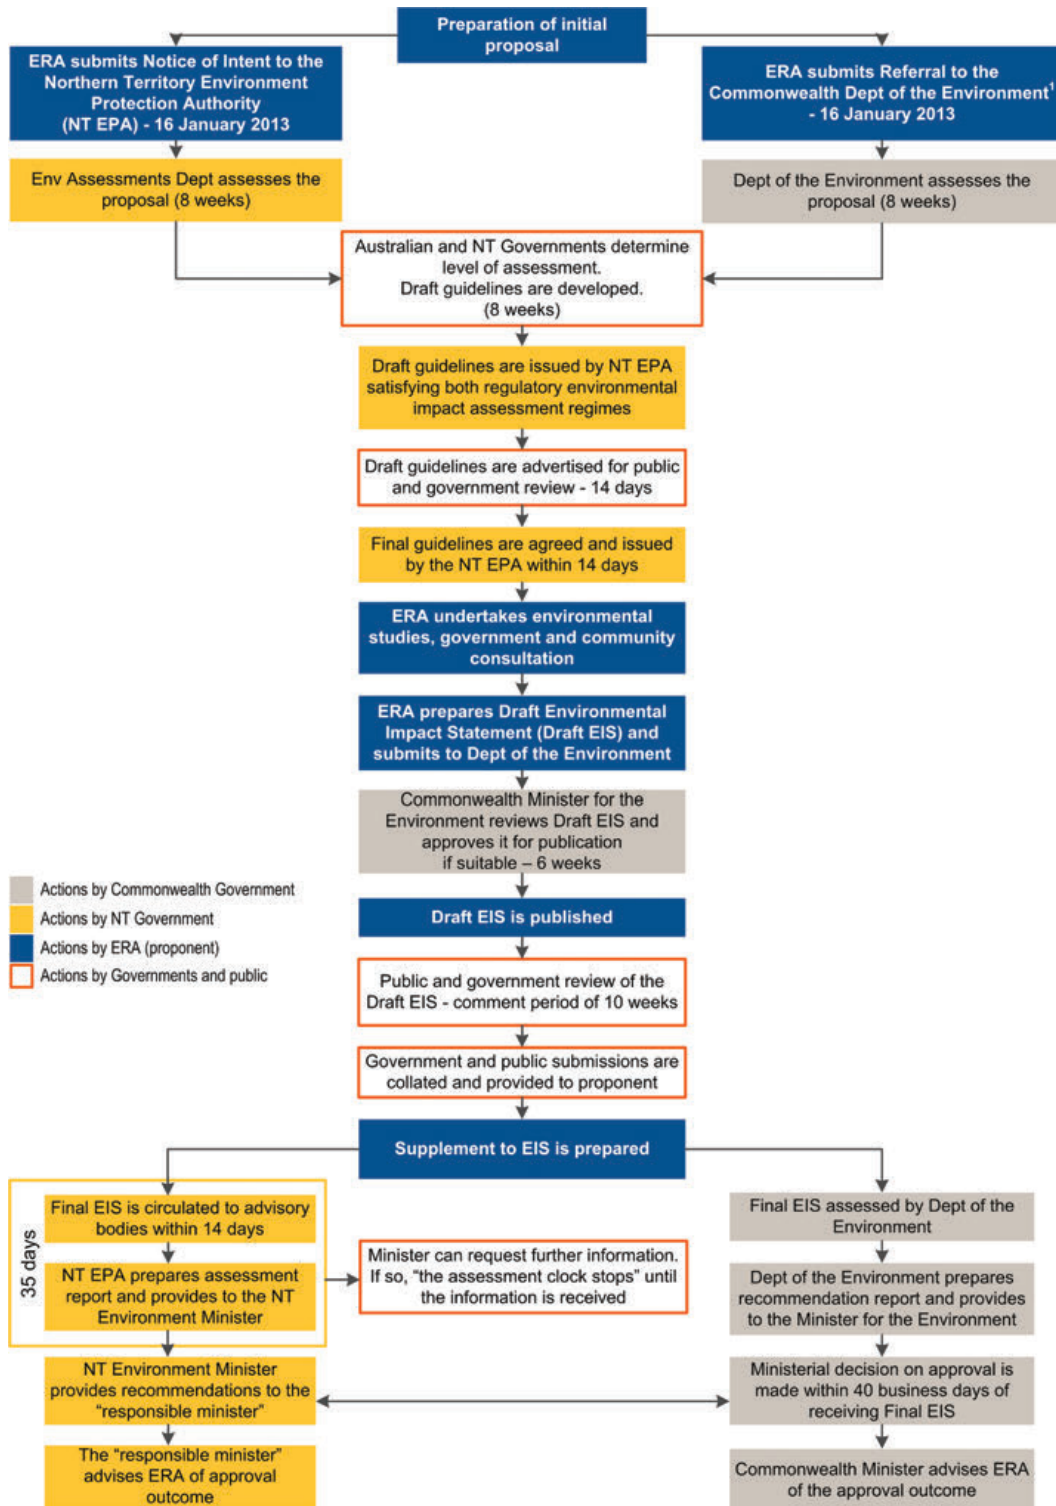 Preparation of initial
proposal
ERA submits Notice of Intent to the
Northern Territory Environment
Protection Authority
(NT EPA) - 16 January 2013
ERA submits Referral to the
Commonwealth Dept of the Environment¹
- 16 January 2013
Env Assessments Dept assesses the
proposal (8 weeks)
Dept of the Environment assesses the
proposal (8 weeks)
Australian and NT Governments determine
level of assessment.
Draft guidelines are developed.
(8 weeks)
Draft guidelines are issued by NT EPA
satisfying both regulatory environmental
impact assessment regimes
Draft guidelines are advertised for public
and government review - 14 days
Final guidelines are agreed and issued
by the NT EPA within 14 days
ERA undertakes environmental
studies, government and community
consultation
ERA prepares Draft Environmental
Impact Statement (Draft EIS) and
submits to Dept of the Environment
Commonwealth Minister for the
Environment reviews Draft EIS and
approves it for publication
if suitable – 6 weeks
Actions by Commonwealth Government
Actions by NT Government
Actions by ERA (proponent)
Actions by Governments and public
Draft EIS is published
Public and government review of the
Draft EIS - comment period of 10 weeks
Government and public submissions are
collated and provided to proponent
Supplement to EIS is prepared
35 days
Final EIS is circulated to advisory
bodies within 14 days
NT EPA prepares assessment
report and provides to the NT
Environment Minister
Minister can request further information.
If so, “the assessment clock stops” until
the information is received
Final EIS assessed by Dept of the
Environment
Dept of the Environment prepares
recommendation report and provides
to the Minister for the Environment
NT Environment Minister
provides recommendations to the
“responsible minister”
Ministerial decision on approval is
made within 40 business days of
receiving Final EIS
The “responsible minister”
advises ERA of approval
outcome
Commonwealth Minister advises ERA
of the approval outcome